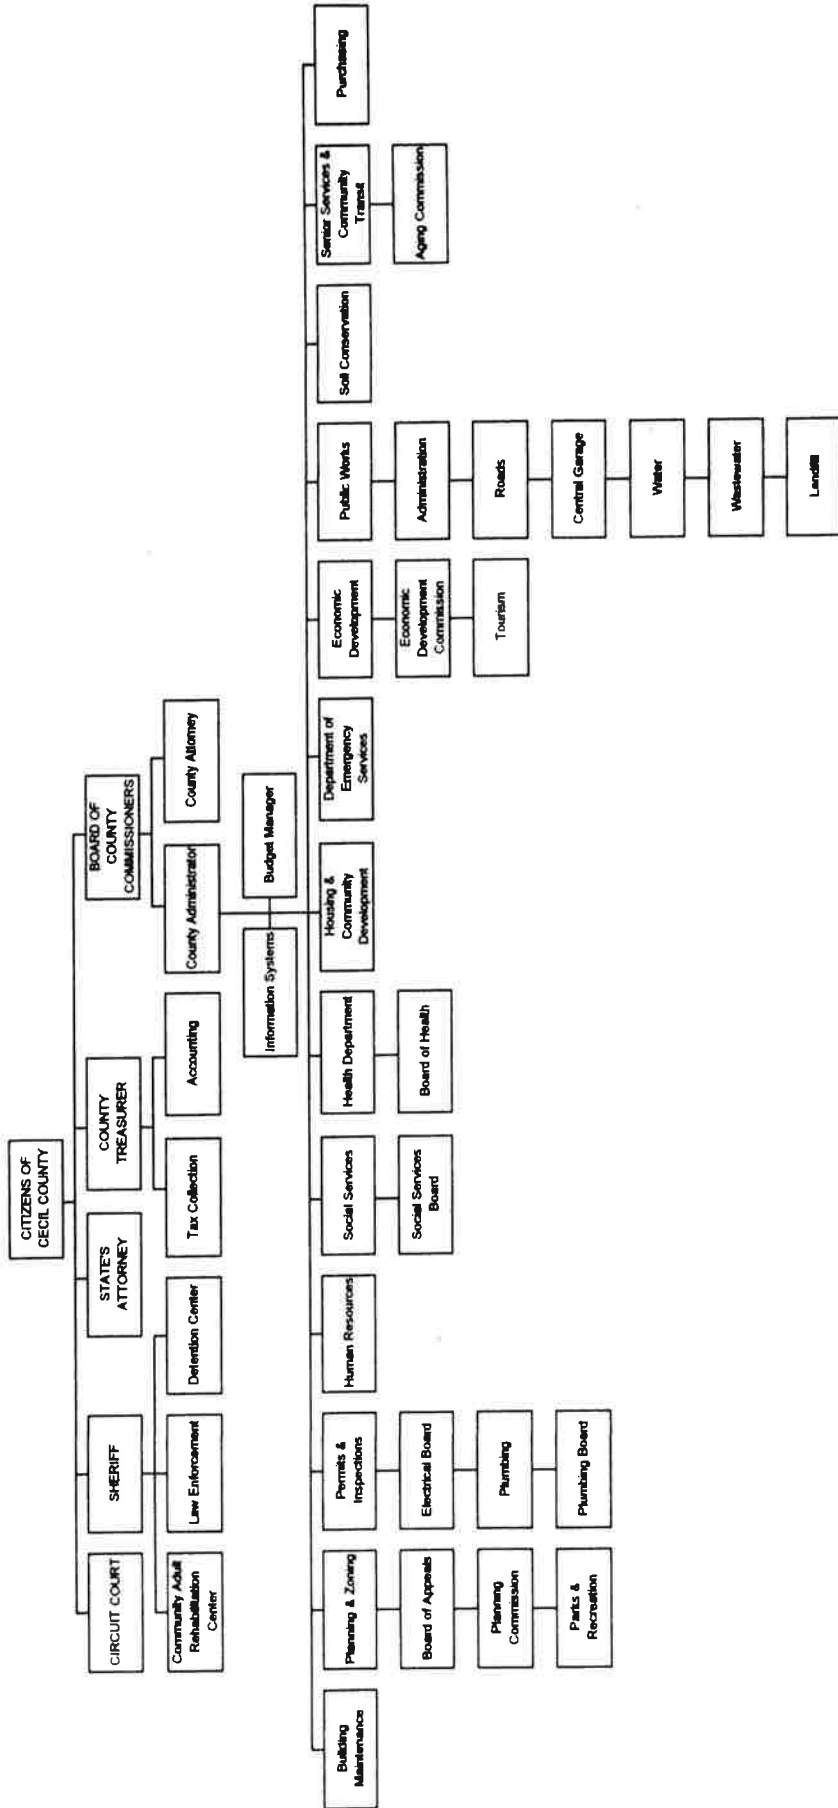 CITIZENS OF
CECIL COUNTY
CIRCUIT COURT
SHERIFF
STATE'S
ATTORNEY
COUNTY
TREASURER
BOARD OF
COUNTY
COMMISSIONERS
Community Adult
Rehabilitation
Center
Law Enforcement
Detention Center
Tax Collection
Accounting
County Administrator
County Attorney
Information Systems
Budget Manager
Building
Maintenance
Planning & Zoning
Permits &
Inspections
Human Resources
Social Services
Health Department
Housing &
Community
Development
Department of
Emergency
Services
Economic
Development
Public Works
Soil Conservation
Senior Services &
Community
Transit
Purchasing
Board of Appeals
Electrical Board
Social Services
Board
Board of Health
Economic
Development
Commission
Administration
Aging Commission
Planning
Commission
Plumbing
Tourism
Roads
Parks &
Recreation
Plumbing Board
Central Garage
Water
Wastewater
Landfill